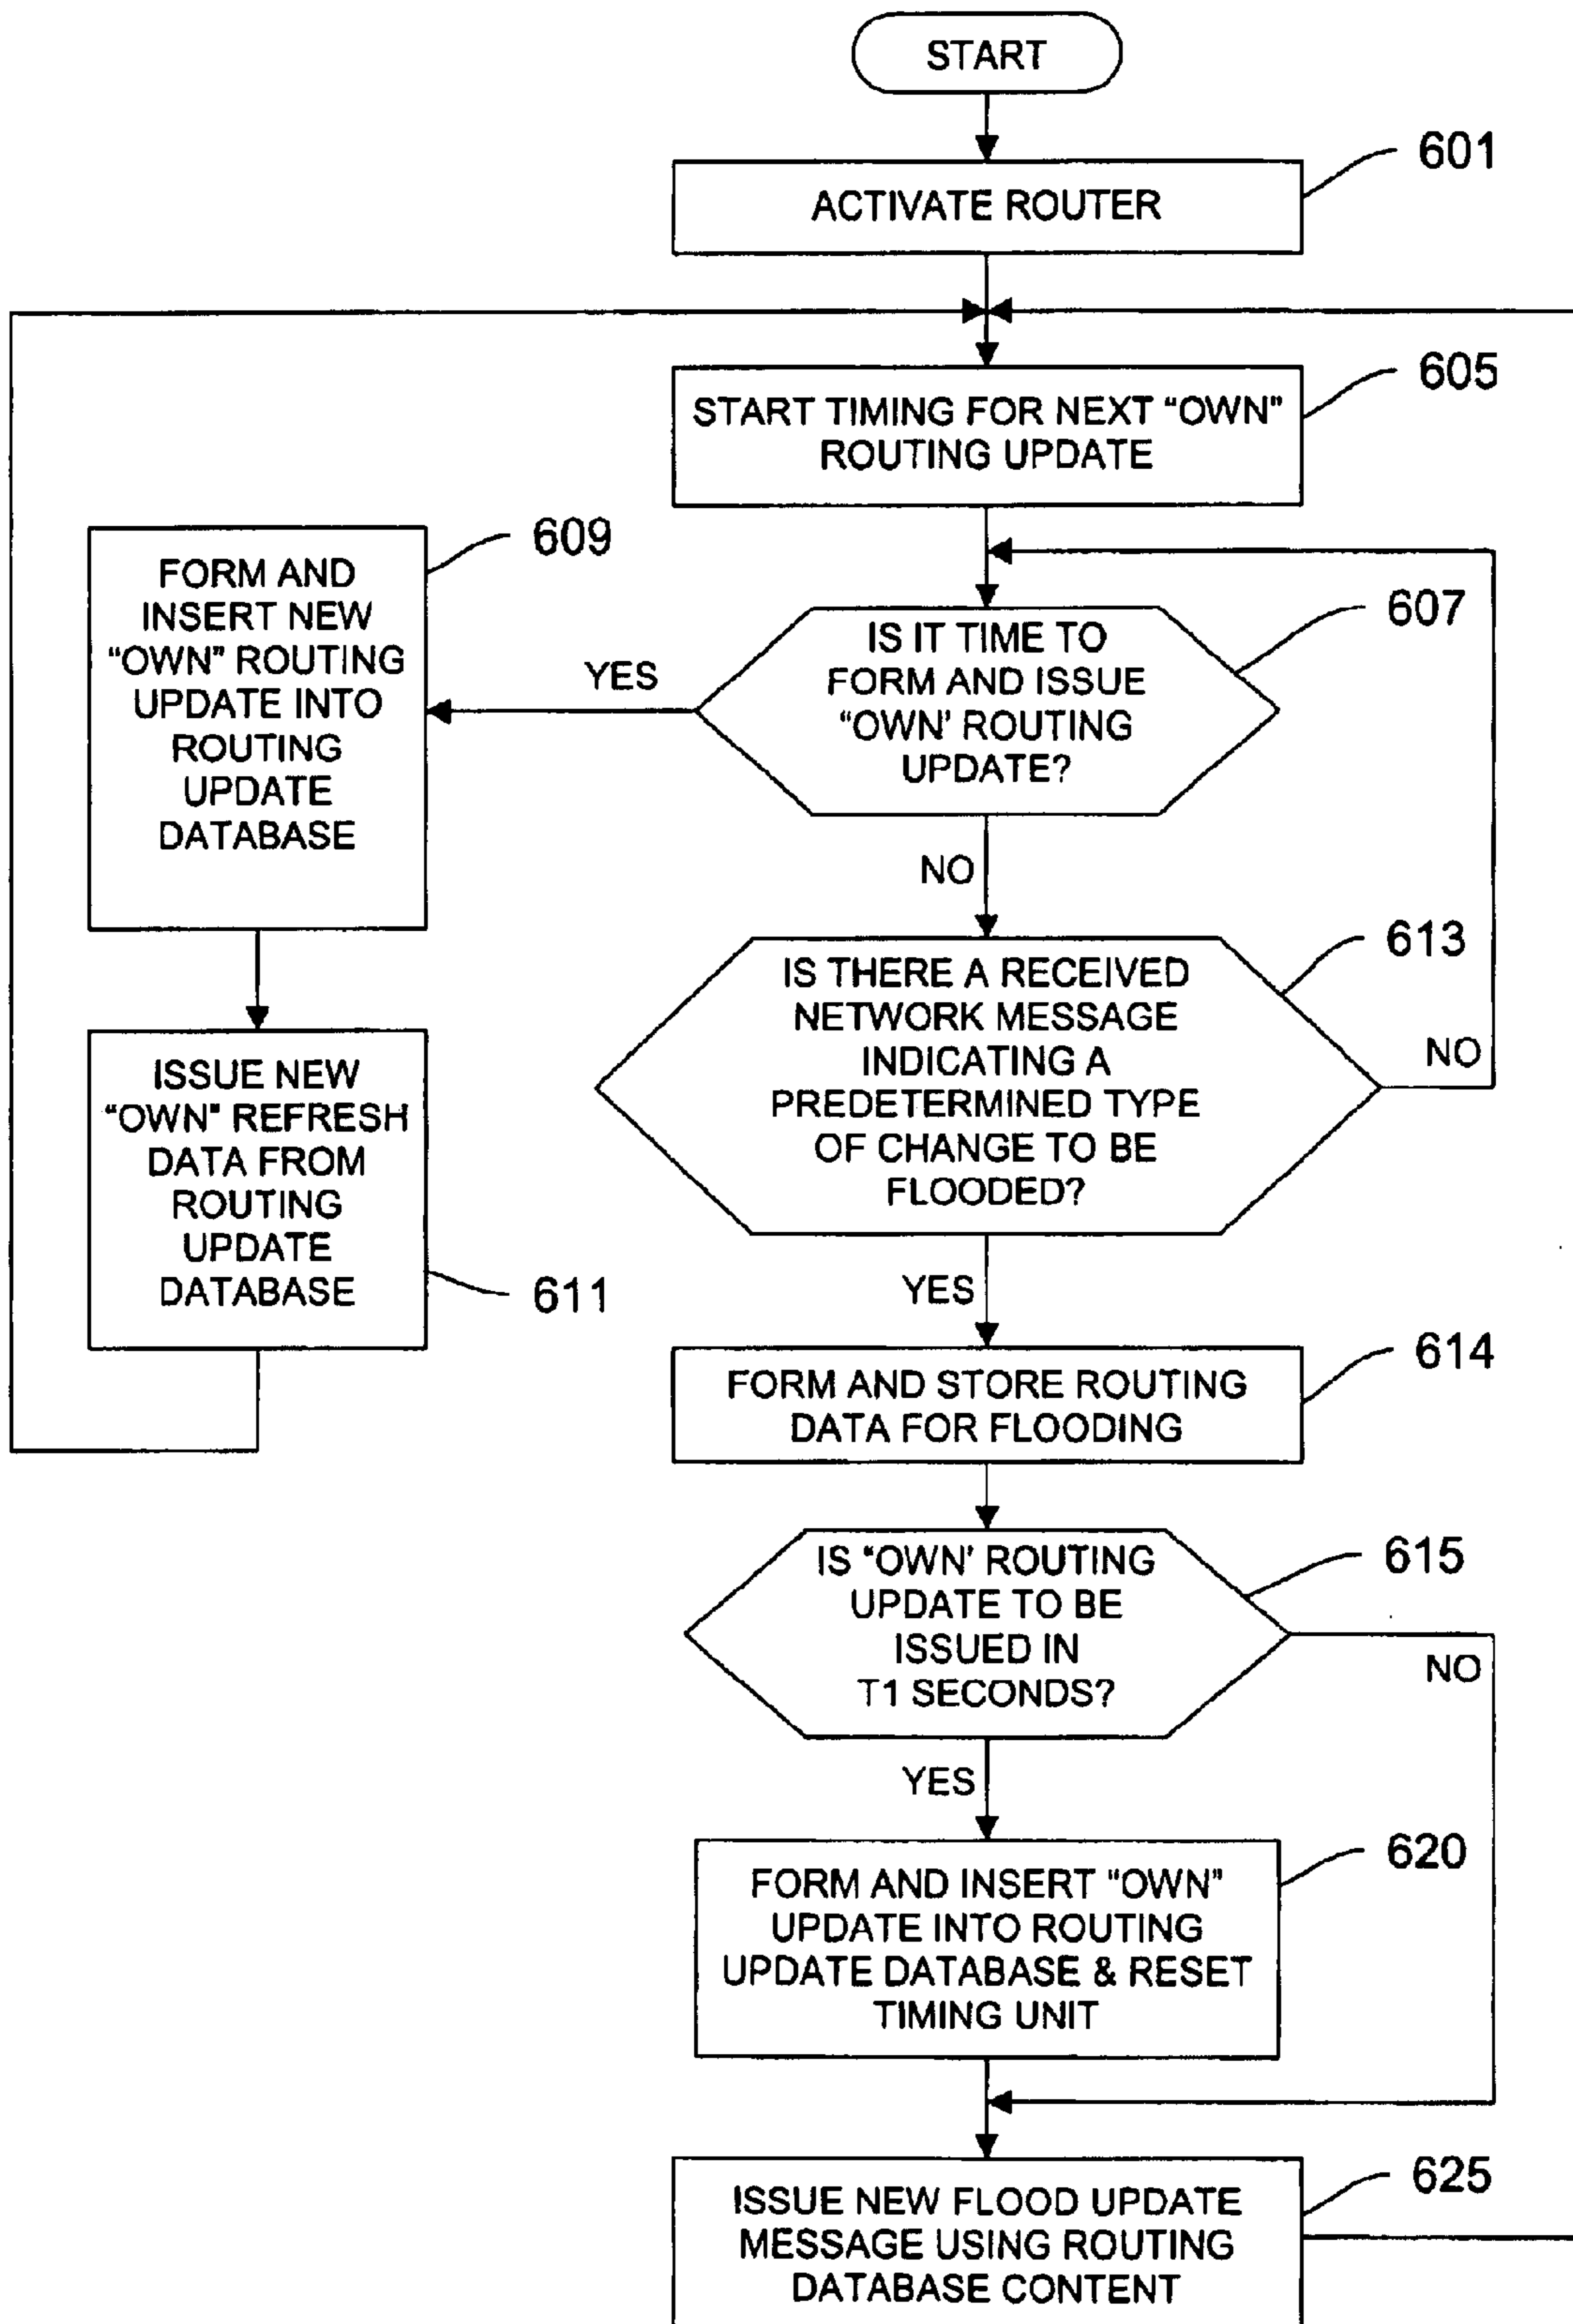 START
601
ACTIVATE ROUTER
605
START TIMING FOR NEXT “OWN”
ROUTING UPDATE
609
FORM AND
INSERT NEW
“OWN” ROUTING
UPDATE INTO
ROUTING
UPDATE
DATABASE
607
IS IT TIME TO
FORM AND ISSUE
“OWN’ ROUTING
UPDATE?
YES
NO
613
IS THERE A RECEIVED
NETWORK MESSAGE
INDICATING A
PREDETERMINED TYPE
OF CHANGE TO BE
FLOODED?
NO
ISSUE NEW
“OWN” REFRESH
DATA FROM
ROUTING
UPDATE
DATABASE
611
YES
614
FORM AND STORE ROUTING
DATA FOR FLOODING
615
IS “OWN’ ROUTING
UPDATE TO BE
ISSUED IN
T1 SECONDS?
NO
YES
620
FORM AND INSERT “OWN”
UPDATE INTO ROUTING
UPDATE DATABASE & RESET
TIMING UNIT
625
ISSUE NEW FLOOD UPDATE
MESSAGE USING ROUTING
DATABASE CONTENT